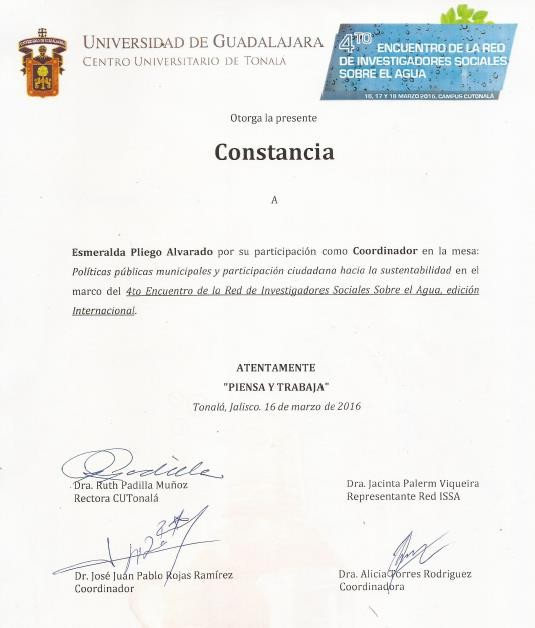 UNIVERSIDAD DE GUADALAJARA
CENTRO UNIVERSITARIO DE TONALÁ
4TO ENCUENTRO DE LA RED
DE INVESTIGADORES SOCIALES
SOBRE EL AGUA
16, 17 Y 18 MARZO 2016, CAMPUS CUTONALÁ
Otorga la presente
Constancia
A
Esmeralda Pliego Alvarado por su participación como Coordinador en la mesa:
Políticas públicas municipales y participación ciudadana hacia la sustentabilidad en el
marco del 4to Encuentro de la Red de Investigadores Sociales Sobre el Agua, edición
Internacional.
ATENTAMENTE
"PIENSA Y TRABAJA"
Tonalá, Jalisco. 16 de marzo de 2016
Dra. Ruth Padilla Muñoz
Rectora CUTonalá
Dra. Jacinta Palerm Viqueira
Representante Red ISSA
Dr. José Juan Pablo Rojas Ramírez
Coordinador
Dra. Alicia Torres Rodriguez
Coordinadora